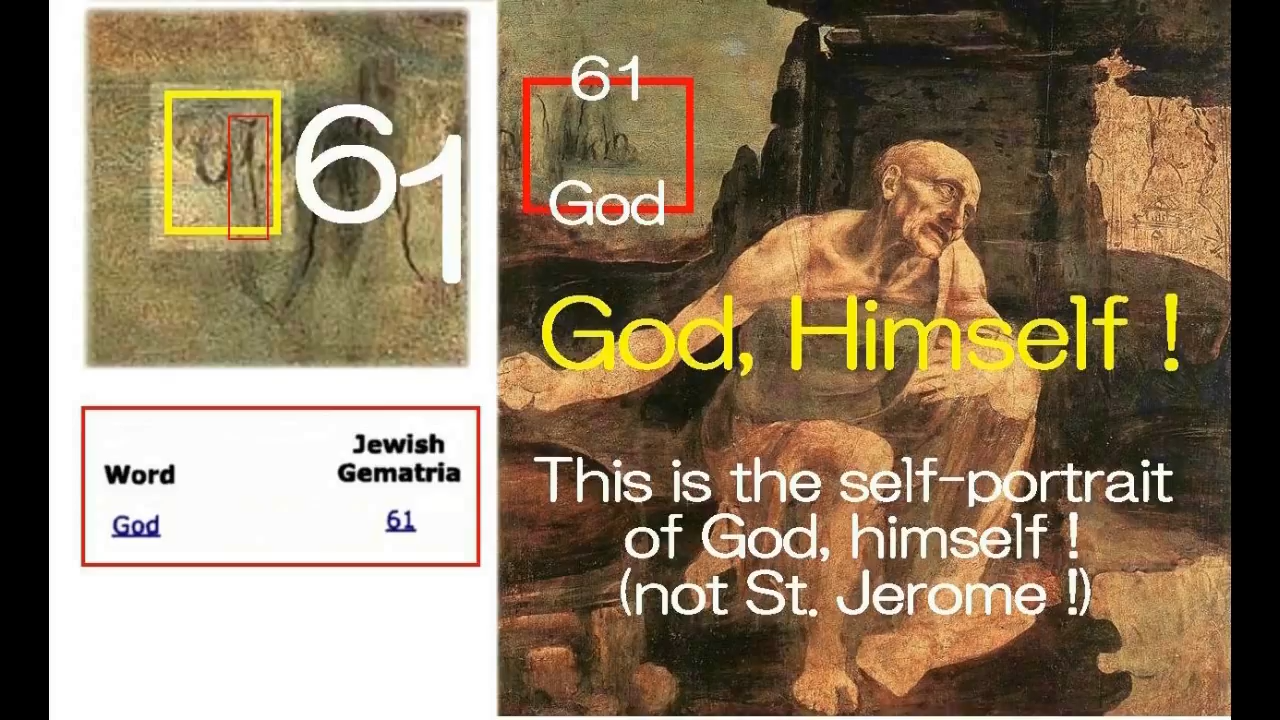 61
Word
Jewish
Gematria
God
61
61
God
God, Himself !
This is the self-portrait
of God, himself !
(not St. Jerome !)